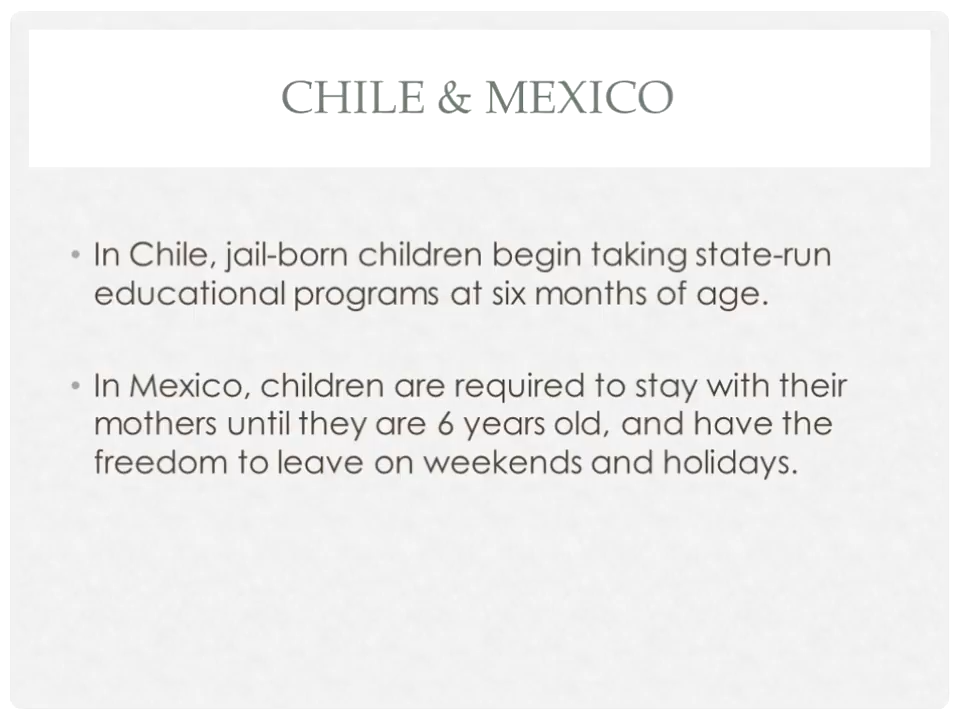 CHILE & MEXICO
• In Chile, jail-born children begin taking state-run
educational programs at six months of age.
• In Mexico, children are required to stay with their
mothers until they are 6 years old, and have the
freedom to leave on weekends and holidays.